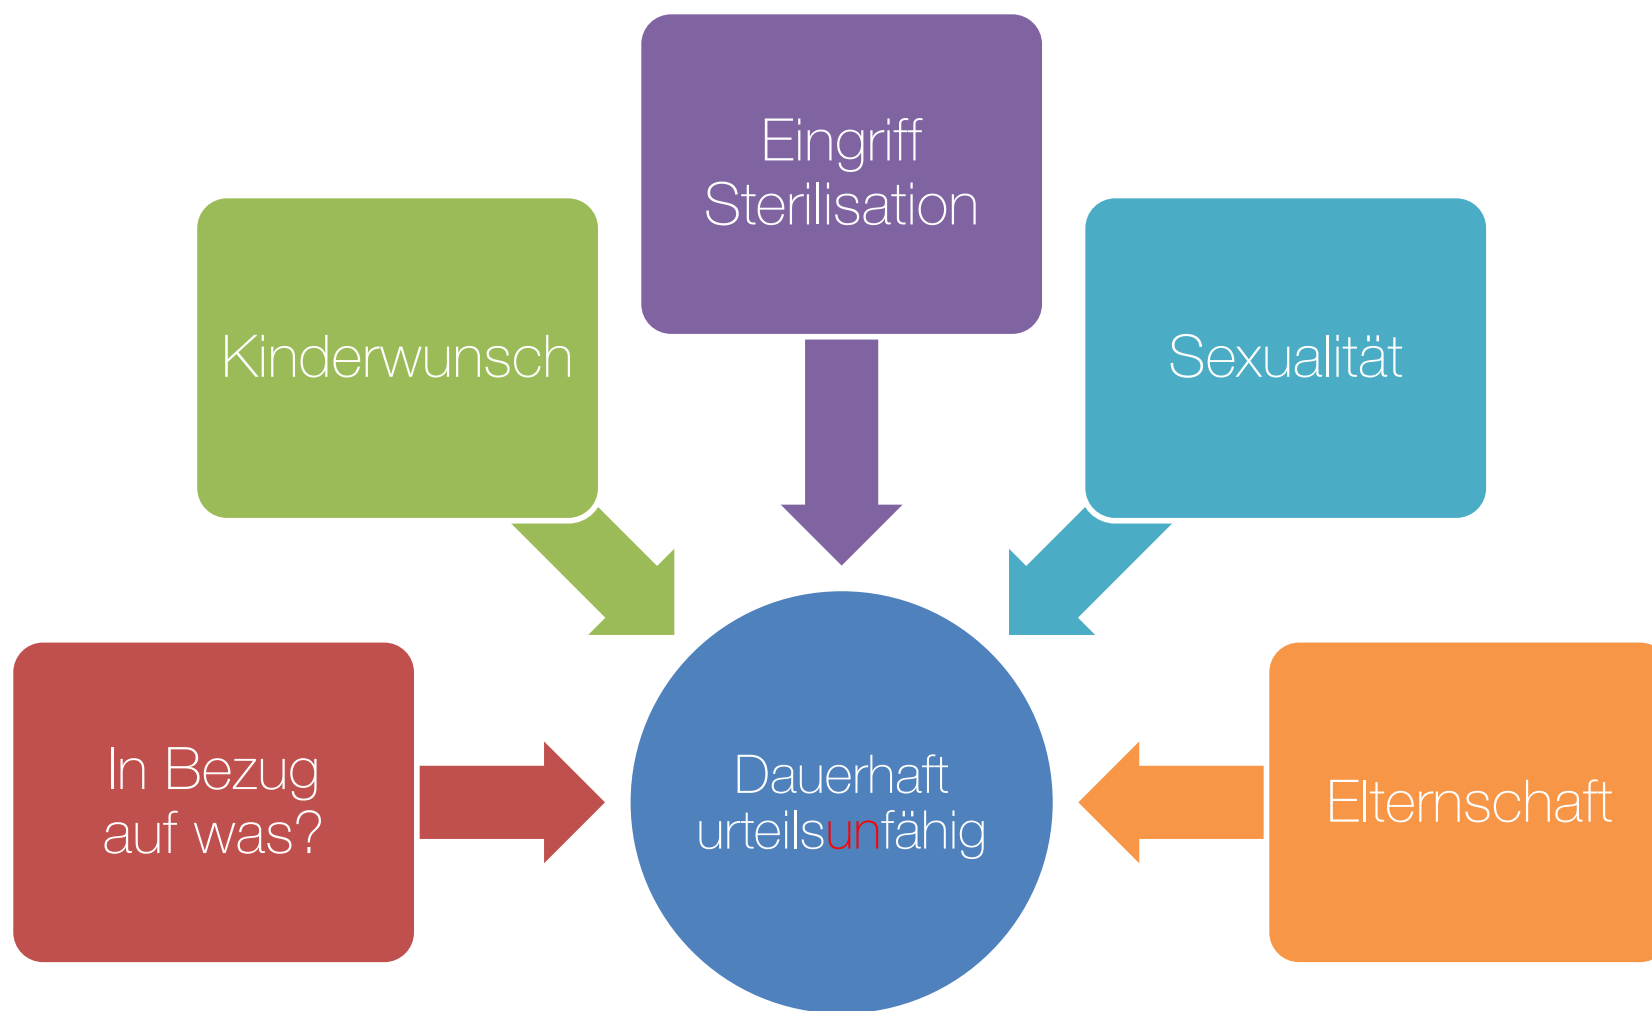 Eingriff
Sterilisation
Kinderwunsch
Sexualität
In Bezug
auf was?
Dauerhaft
urteilsunfähig
Elternschaft